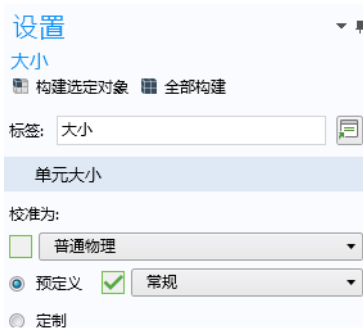 设置
大小
构建选定对象 全部构建
标签: 大小
单元大小
校准为:
普通物理
预定义 常规
定制